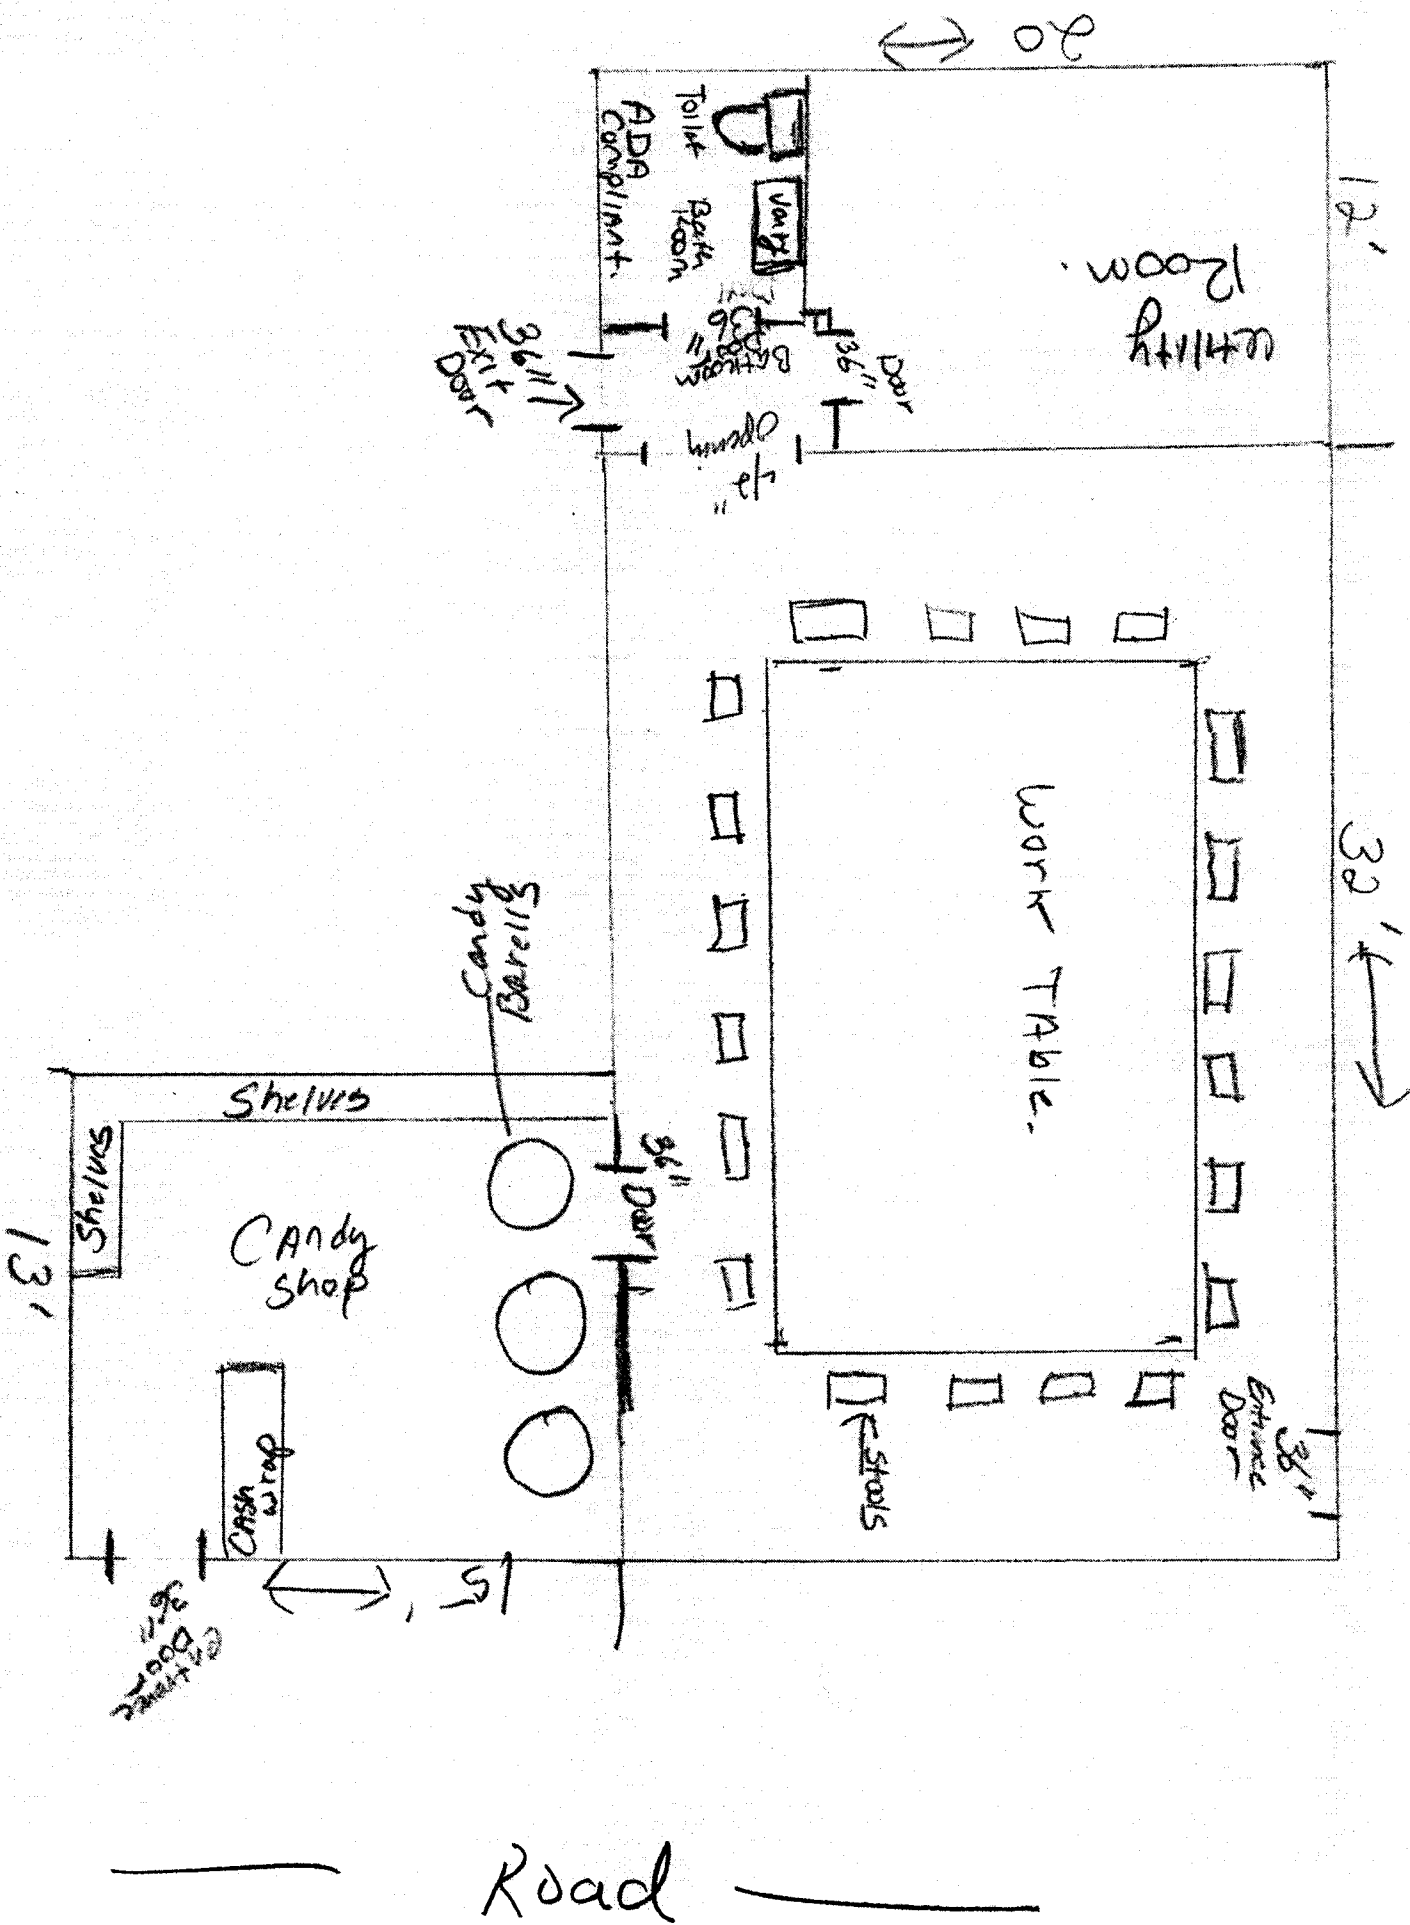 20
12'
Toilet
ADA
Compliant.
Bath
Room
Utility
Room.
36"
Exit
Door
36"
Bathroom
Door
36"
Door
42"
Opening
32'
Work TAble.
Candy
Barells
Shelves
Shelves
36"
Door
13'
CAndy
Shop
Cash
wrap
Stools
Entrance
Door
36"
15'
36"
Door
entrance
Road